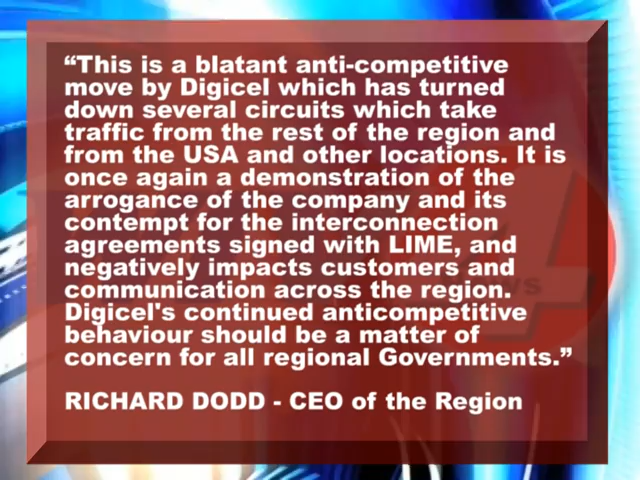 “This is a blatant anti-competitive
move by Digicel which has turned
down several circuits which take
traffic from the rest of the region and
from the USA and other locations. It is
once again a demonstration of the
arrogance of the company and its
contempt for the interconnection
agreements signed with LIME, and
negatively impacts customers and
communication across the region.
Digicel's continued anticompetitive
behaviour should be a matter of
concern for all regional Governments.”
RICHARD DODD - CEO of the Region